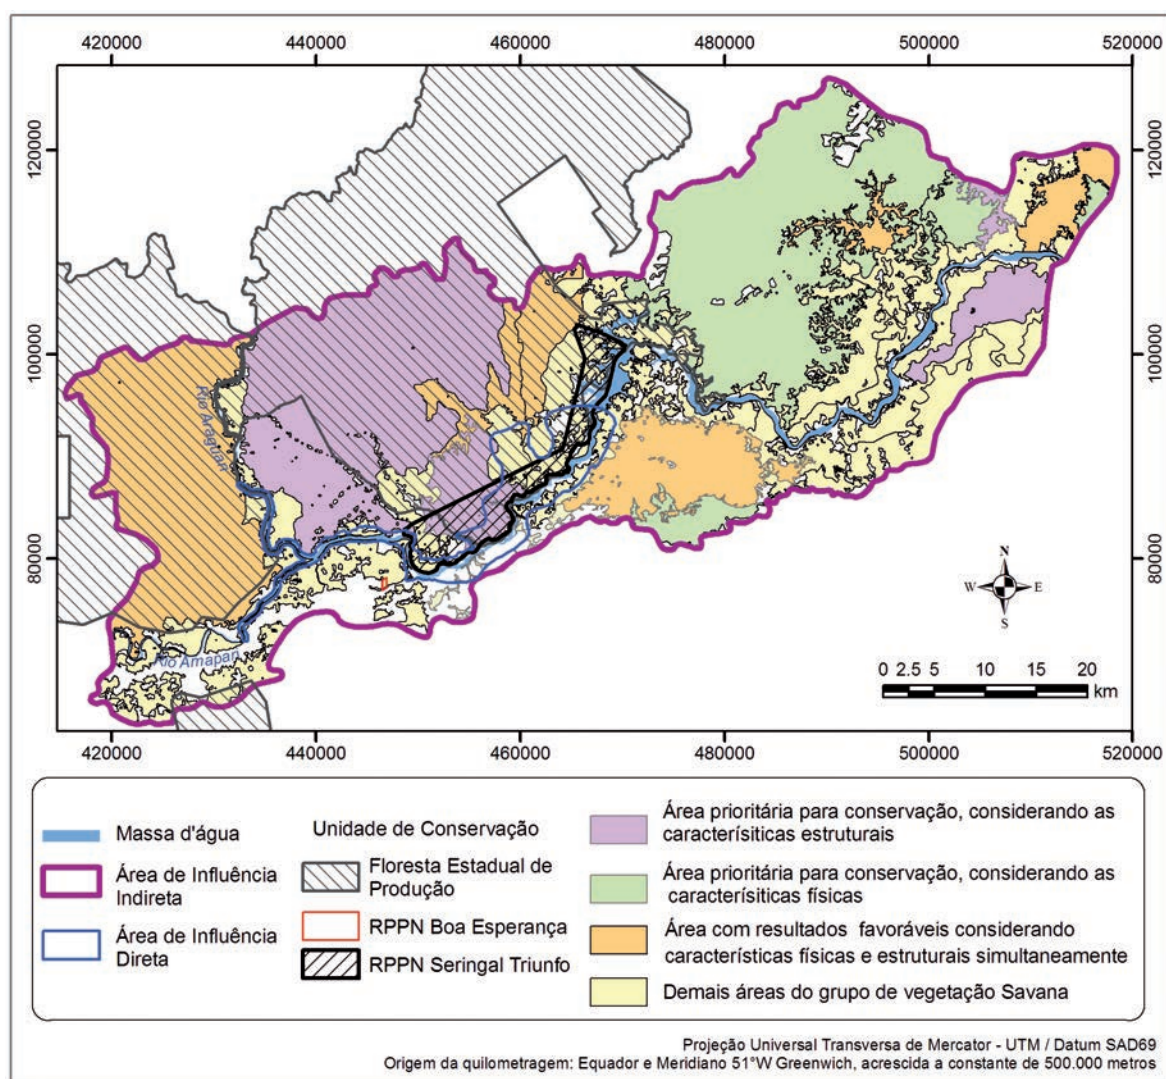 420000 440000 460000 480000 500000 520000
120000
100000
80000
120000
100000
80000
Rio Araguari
Rio Amapari
N
W E
S
0 2.5 5 10 15 20
km
420000 440000 460000 480000 500000 520000
Massa d'água
Área de Influência
Indireta
Área de Influência
Direta
Unidade de Conservação
Floresta Estadual de
Produção
RPPN Boa Esperança
RPPN Seringal Triunfo
Área prioritária para conservação, considerando as
caracterísiticas estruturais
Área prioritária para conservação, considerando as
caracterísiticas físicas
Área com resultados favoráveis considerando
características físicas e estruturais simultaneamente
Demais áreas do grupo de vegetação Savana
Projeção Universal Transversa de Mercator - UTM / Datum SAD69
Origem da quilometragem: Equador e Meridiano 51°W Greenwich, acrescida a constante de 500.000 metros